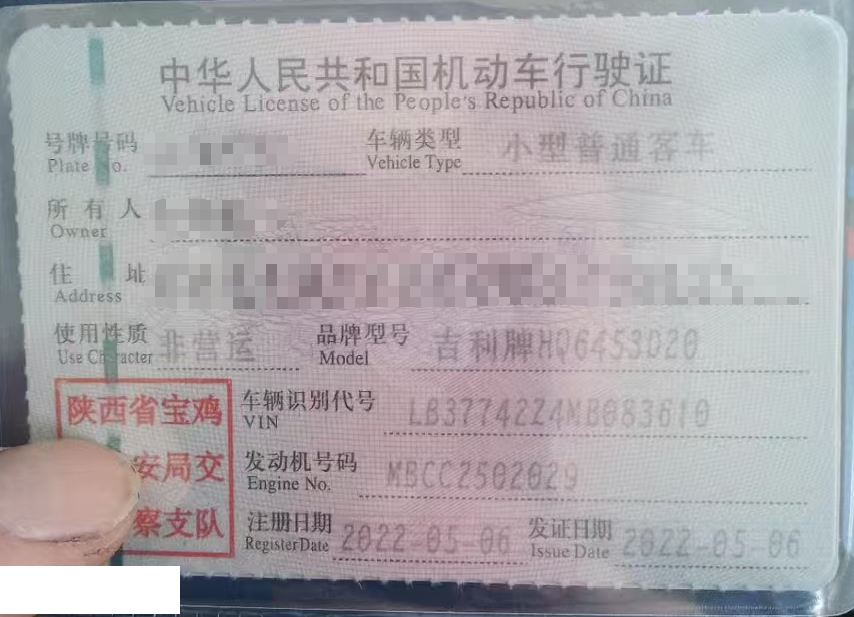 中华人民共和国机动车行驶证
Vehicle License of the People's Republic of China
号牌号码 车辆类型 小型普通客车
Plate No. Vehicle Type
所有人
Owner
住址
Address
使用性质 非营运 品牌型号 吉利牌HQ6453D20
Use Character Model
陕西省宝鸡 车辆识别代号 LB37742Z4MB083610
VIN
安局交 发动机号码 MBCC2502029
Engine No.
察支队 注册日期 2022-05-06 发证日期 2022-05-06
Register Date Issue Date